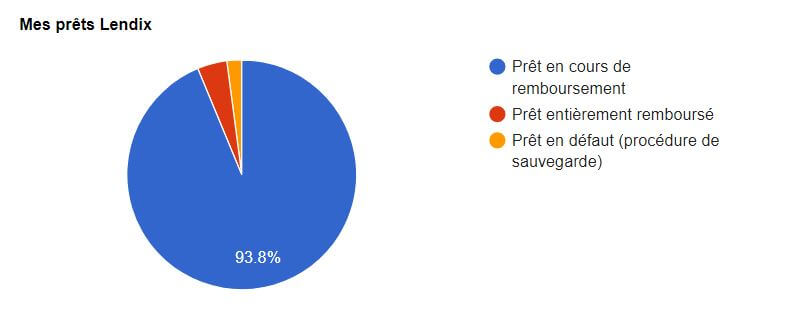 Mes prêts Lendix
Prêt en cours de
remboursement
Prêt entièrement remboursé
Prêt en défaut (procédure de
sauvegarde)
93.8%